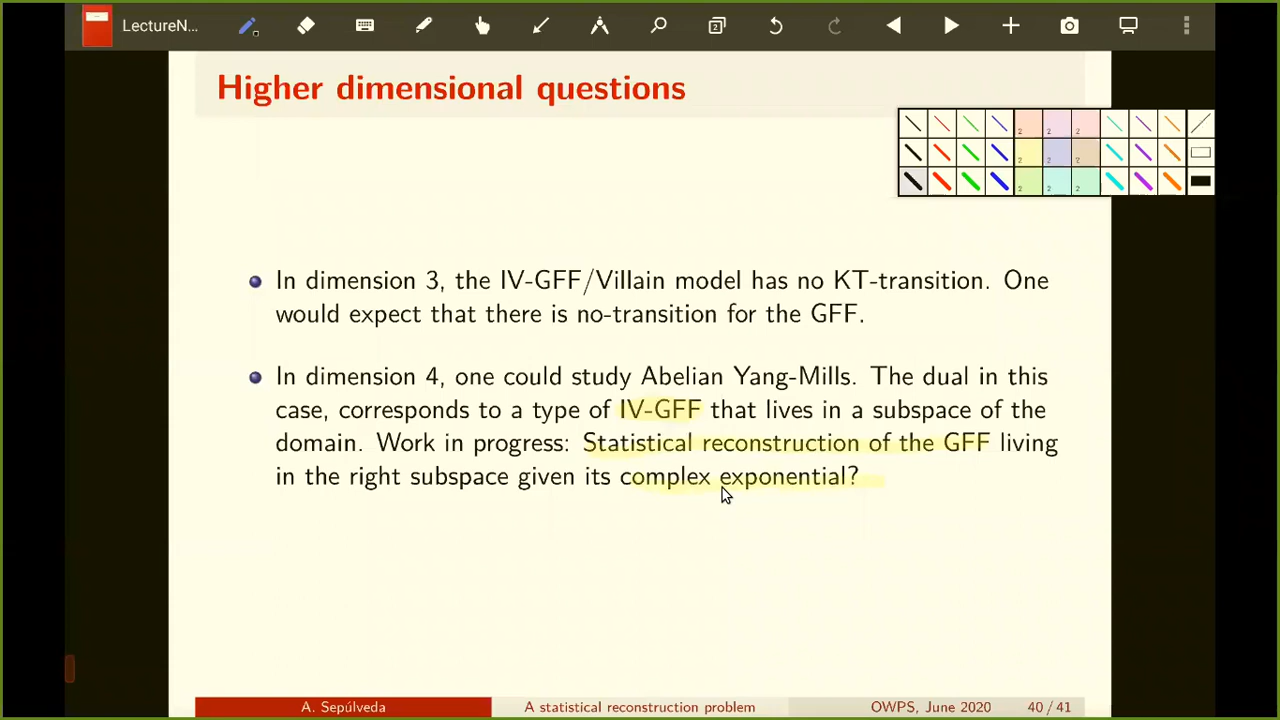 LectureN...
Higher dimensional questions
In dimension 3, the IV-GFF/Villain model has no KT-transition. One
would expect that there is no-transition for the GFF.
In dimension 4, one could study Abelian Yang-Mills. The dual in this
case, corresponds to a type of IV-GFF that lives in a subspace of the
domain. Work in progress: Statistical reconstruction of the GFF living
in the right subspace given its complex exponential?
A. Sepúlveda
A statistical reconstruction problem
OWPS, June 2020
40 / 41